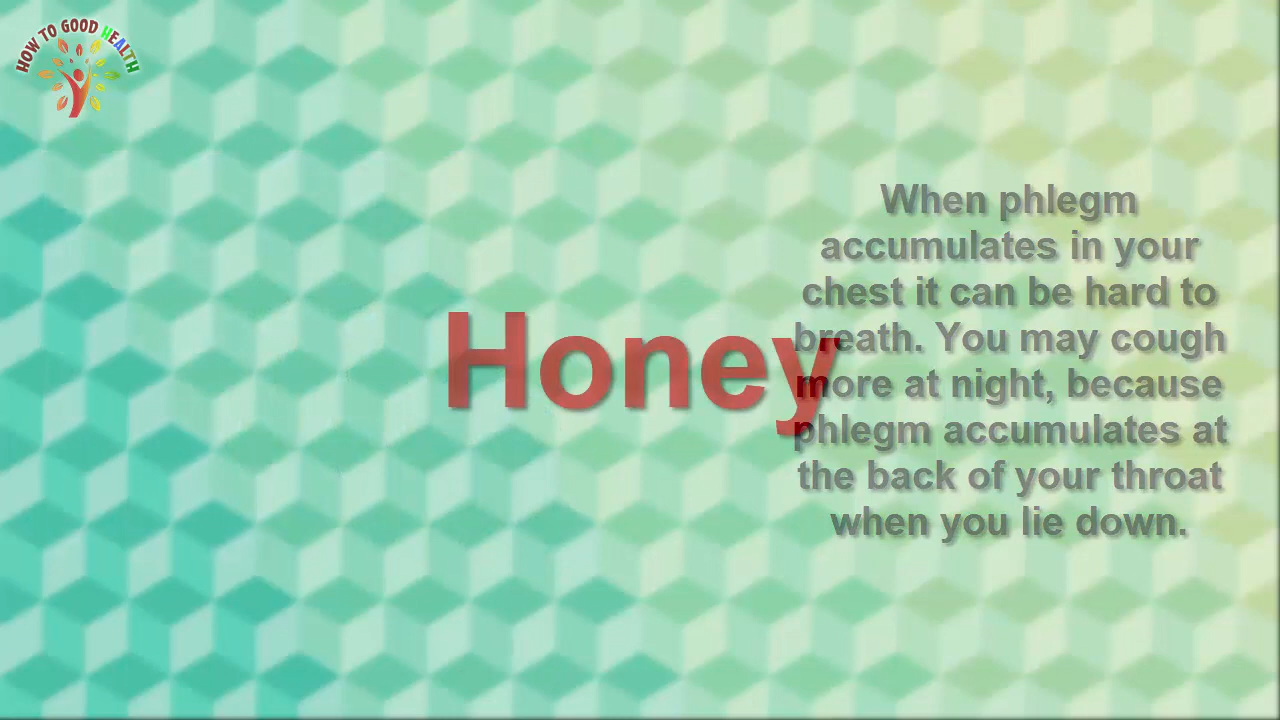 HOW TO GOOD HEALTH
When phlegm
accumulates in your
chest it can be hard to
breath. You may cough
more at night, because
phlegm accumulates at
the back of your throat
when you lie down.
Honey